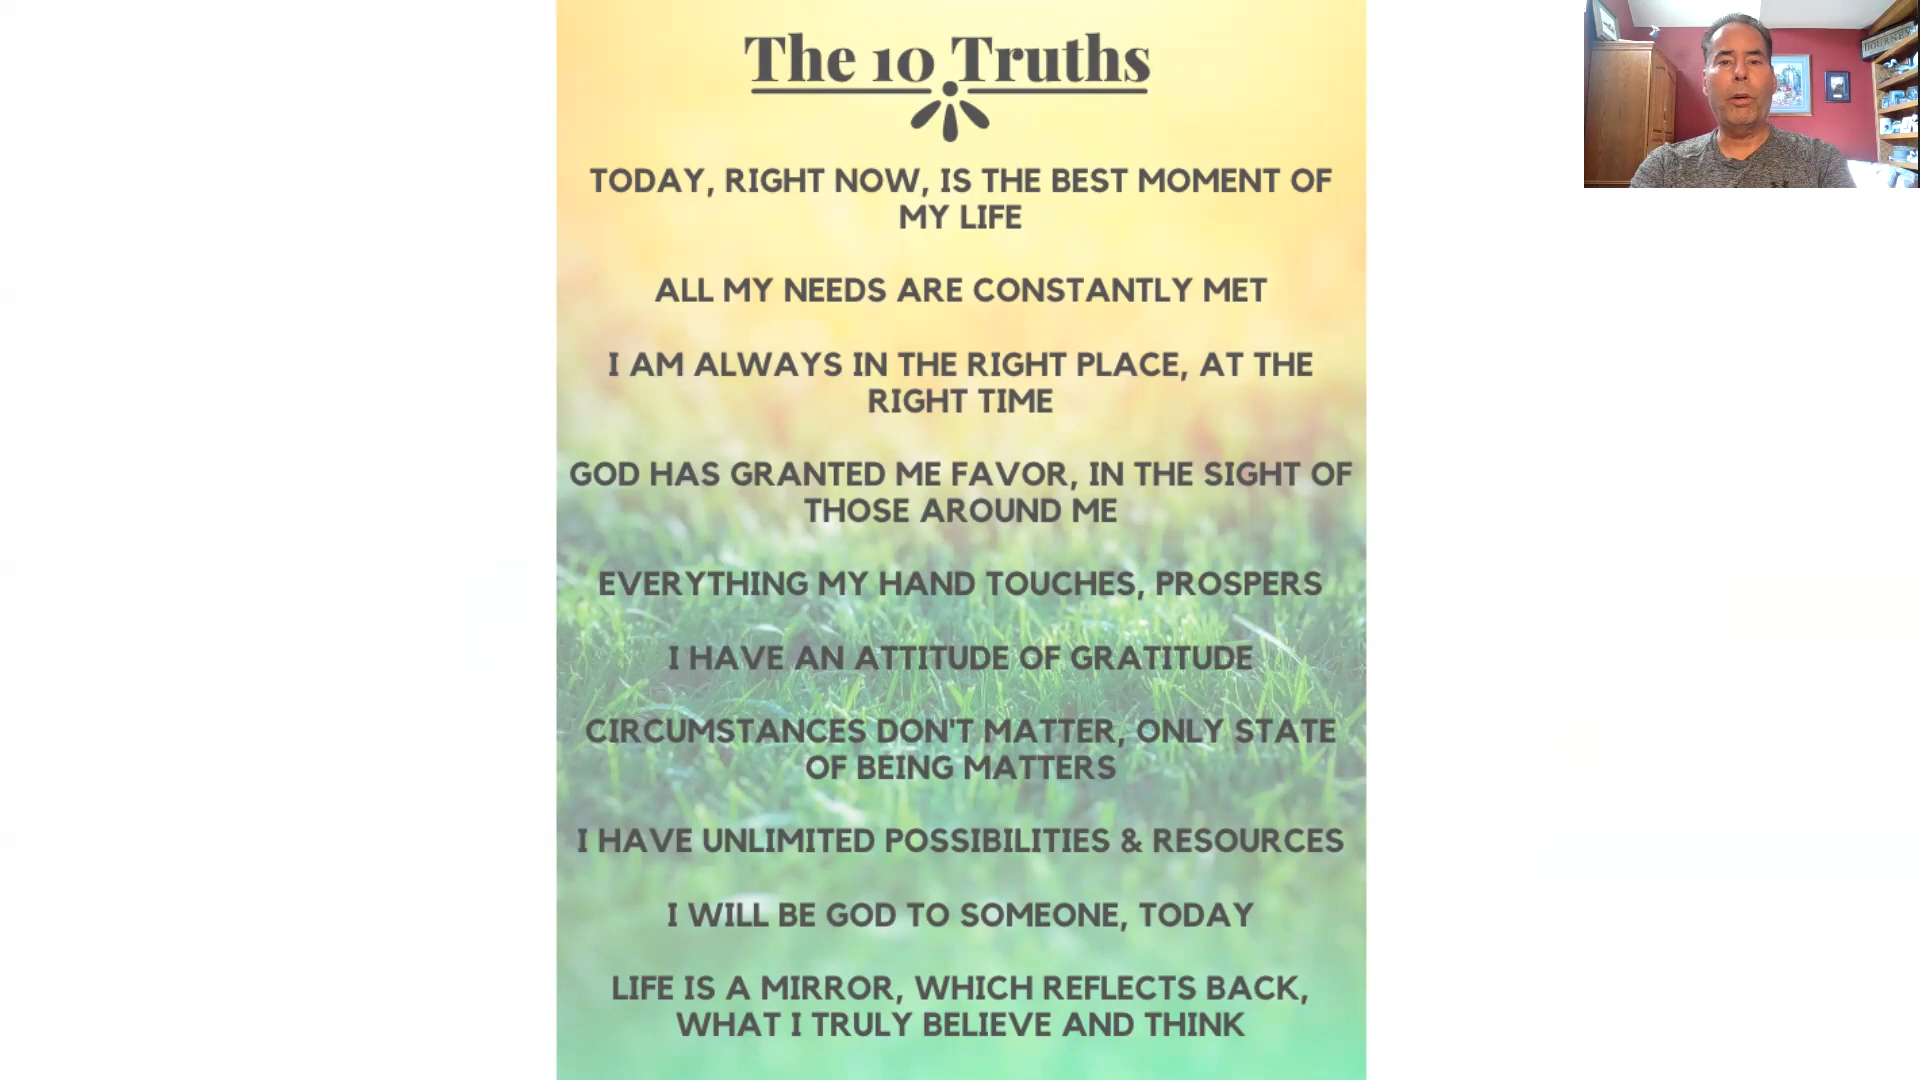 The 10 Truths
TODAY, RIGHT NOW, IS THE BEST MOMENT OF
MY LIFE
ALL MY NEEDS ARE CONSTANTLY MET
I AM ALWAYS IN THE RIGHT PLACE, AT THE
RIGHT TIME
GOD HAS GRANTED ME FAVOR, IN THE SIGHT OF
THOSE AROUND ME
EVERYTHING MY HAND TOUCHES, PROSPERS
I HAVE AN ATTITUDE OF GRATITUDE
CIRCUMSTANCES DON'T MATTER, ONLY STATE
OF BEING MATTERS
I HAVE UNLIMITED POSSIBILITIES & RESOURCES
I WILL BE GOD TO SOMEONE, TODAY
LIFE IS A MIRROR, WHICH REFLECTS BACK,
WHAT I TRULY BELIEVE AND THINK